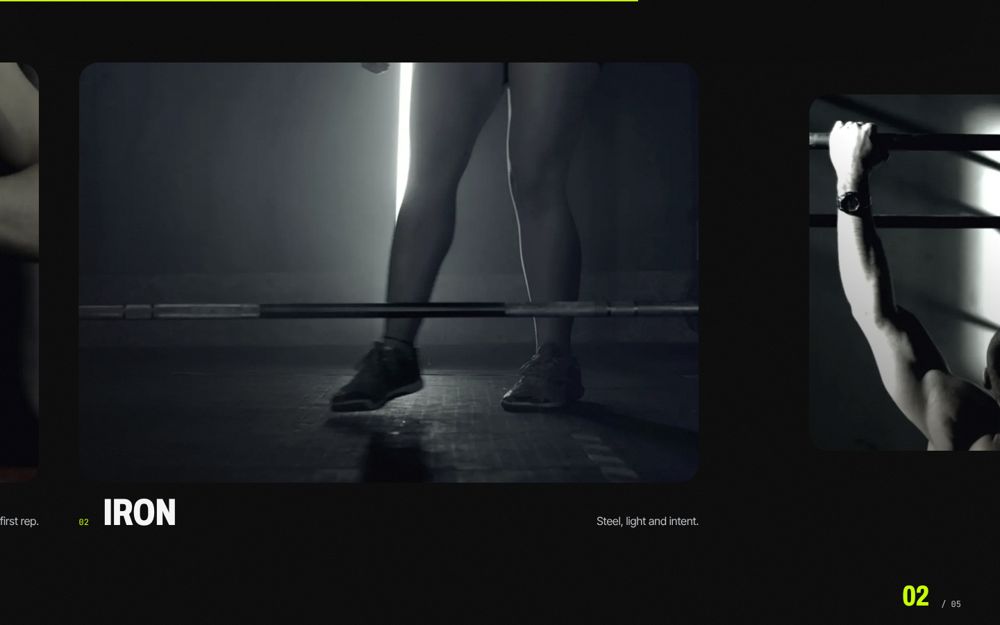 first rep.
02 IRON
Steel, light and intent.
02 / 05